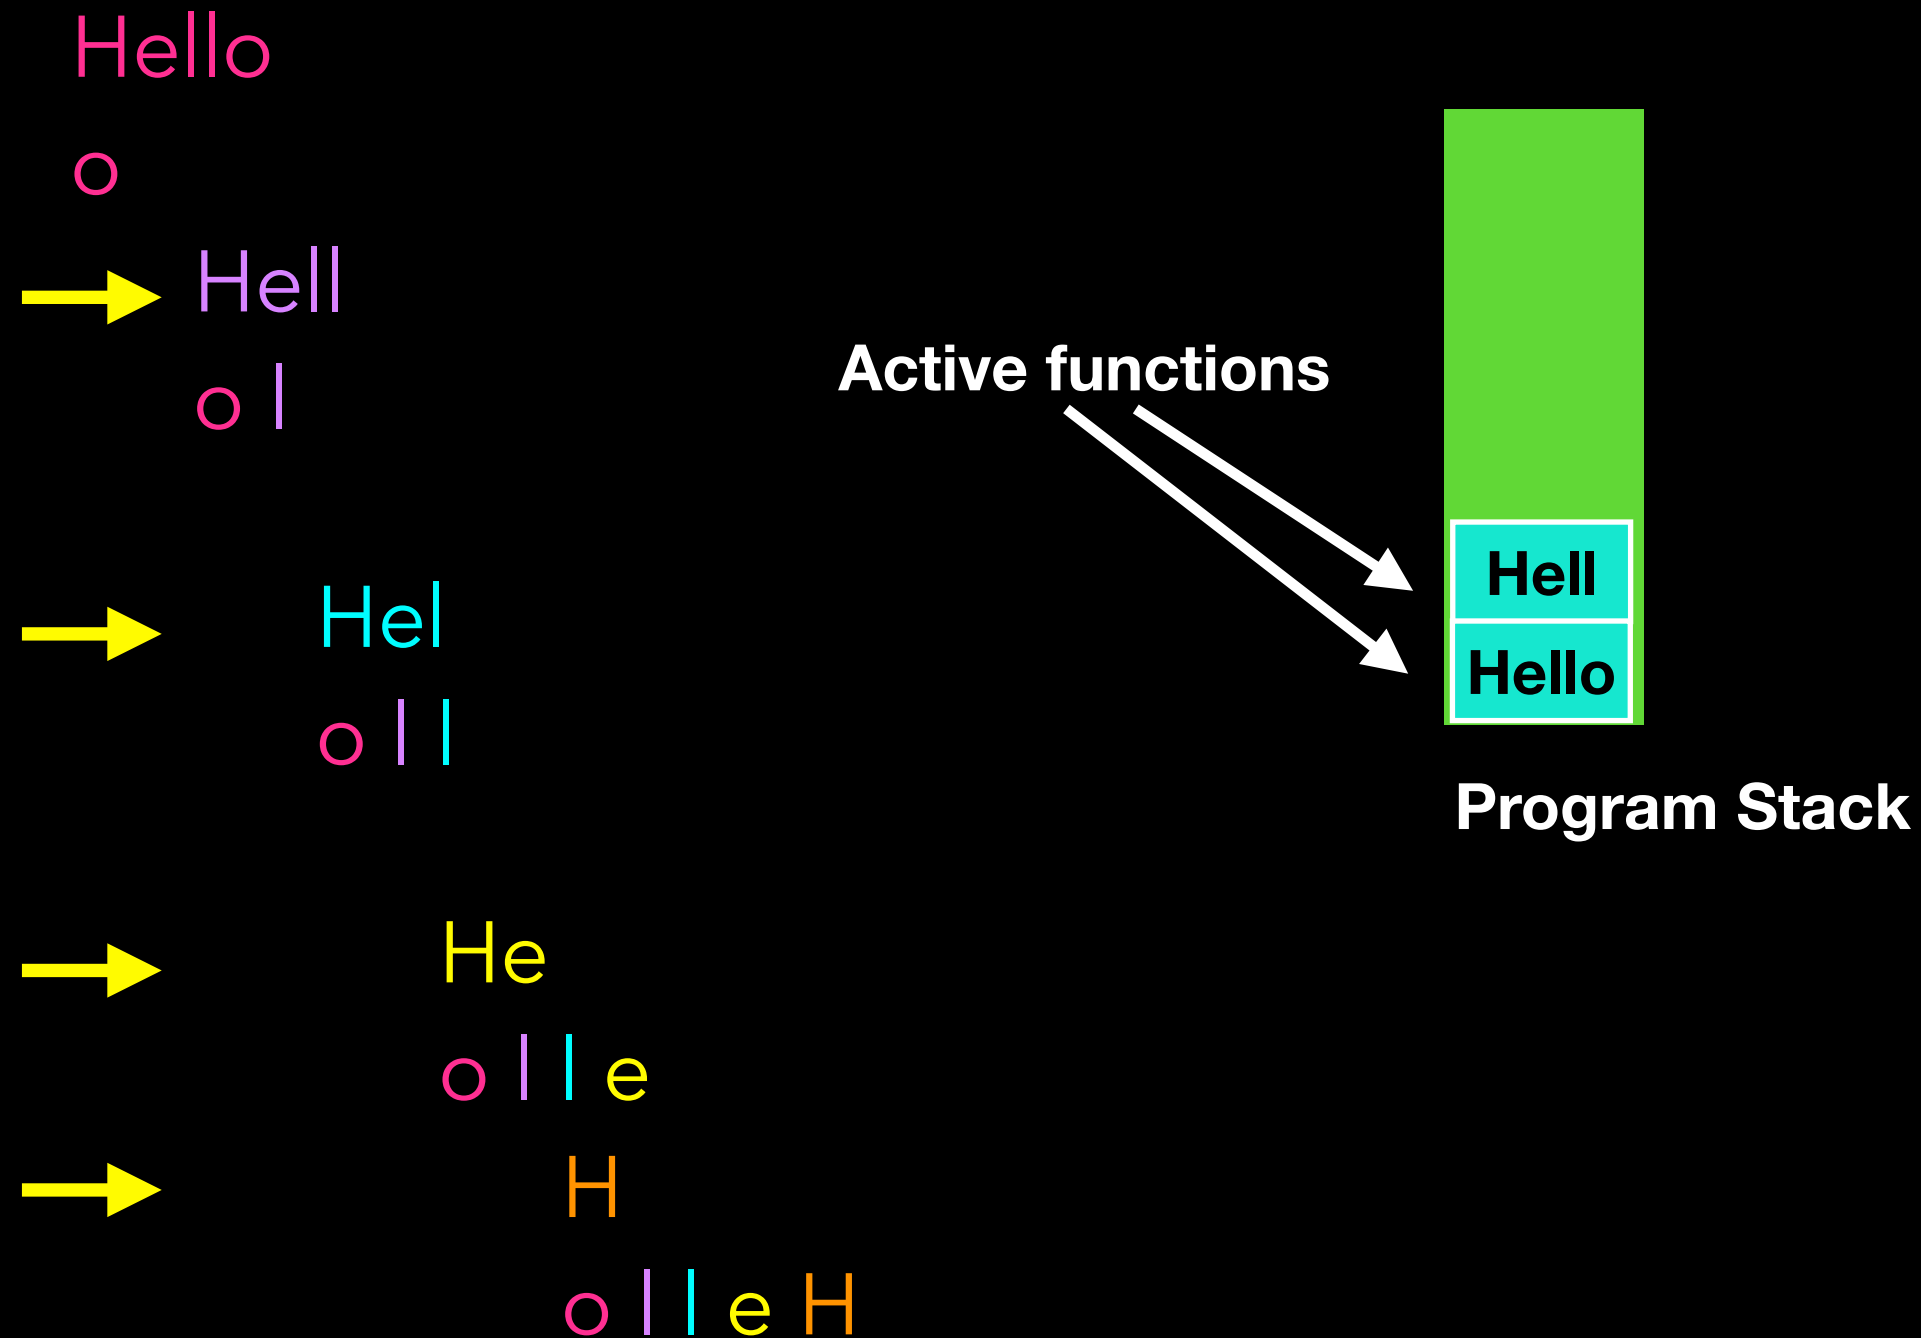 Hello
o
Hell
o l
Hel
o l l
He
o l l e
H
o l l e H
Active functions
Hell
Hello
Program Stack